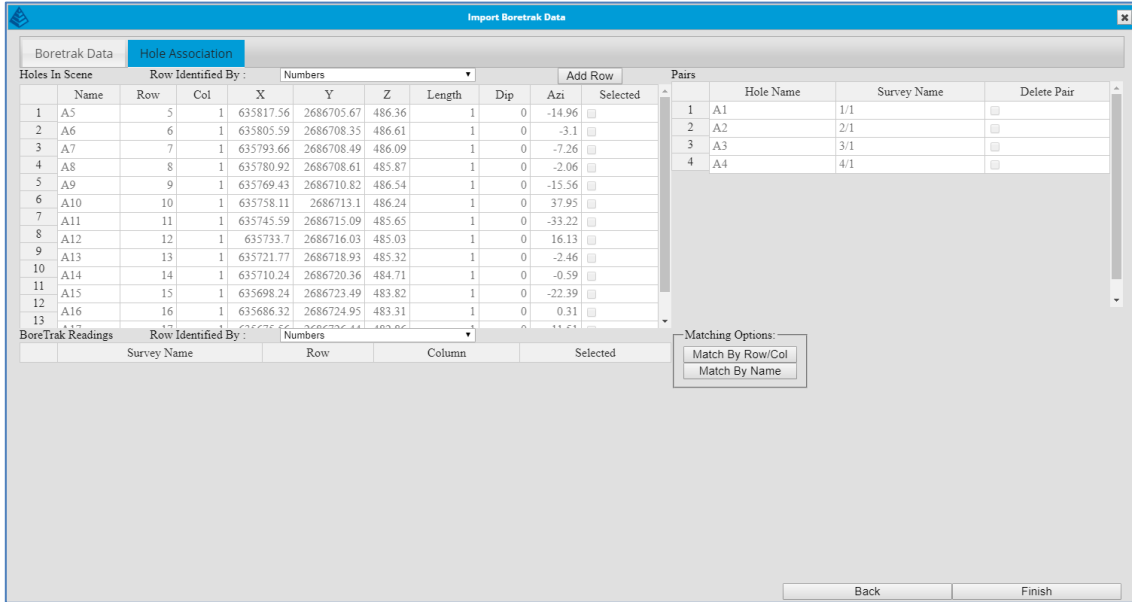 Import Boretrak Data
Boretrak Data Hole Association
Holes In Scene Row Identified By : Numbers Add Row
Name Row Col X Y Z Length Dip Azi Selected
1 A5 5 1 635817.56 2686705.67 486.36 1 0 -14.96
2 A6 6 1 635805.59 2686708.35 486.61 1 0 -3.1
3 A7 7 1 635793.66 2686708.49 486.09 1 0 -7.26
4 A8 8 1 635780.92 2686708.61 485.87 1 0 -2.06
5 A9 9 1 635769.43 2686710.82 486.54 1 0 -15.56
6 A10 10 1 635758.11 2686713.1 486.24 1 0 37.95
7 A11 11 1 635745.59 2686715.09 485.65 1 0 -33.22
8 A12 12 1 635733.7 2686716.03 485.03 1 0 16.13
9 A13 13 1 635721.77 2686718.93 485.32 1 0 -2.46
10 A14 14 1 635710.24 2686720.36 484.71 1 0 -0.59
11 A15 15 1 635698.24 2686723.49 483.82 1 0 -22.39
12 A16 16 1 635686.32 2686724.95 483.31 1 0 0.31
13
Pairs
Hole Name Survey Name Delete Pair
1 A1 1/1
2 A2 2/1
3 A3 3/1
4 A4 4/1
BoreTrak Readings Row Identified By : Numbers
Survey Name Row Column Selected
Matching Options:
Match By Row/Col
Match By Name
Back Finish